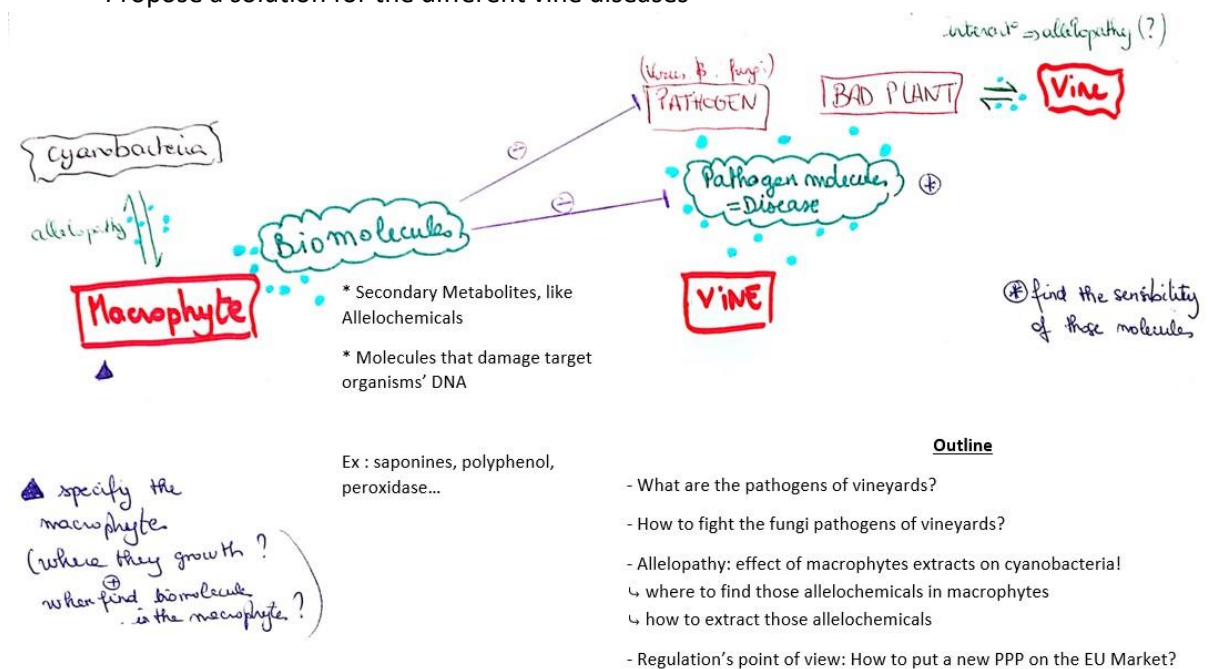 Propose a solution for the different vine diseases
interact° => allelopathy (?)
(Virus, B. fungi)
PATHOGEN
BAD PLANT
Vine
Cyanobacteria
allelopathy
Biomolecules
Pathogen molecules
=Disease
Macrophyte
* Secondary Metabolites, like
Allelochemicals
* Molecules that damage target
organisms' DNA
ViNE
* find the sensibility
of those molecules
Ex : saponines, polyphenol,
peroxidase…
specify the
macrophyte
(where they growth ?
+
when find biomolecule
in the macrophyte ?)
Outline
- What are the pathogens of vineyards?
- How to fight the fungi pathogens of vineyards?
- Allelopathy: effect of macrophytes extracts on cyanobacteria!
↳ where to find those allelochemicals in macrophytes
↳ how to extract those allelochemicals
- Regulation's point of view: How to put a new PPP on the EU Market?